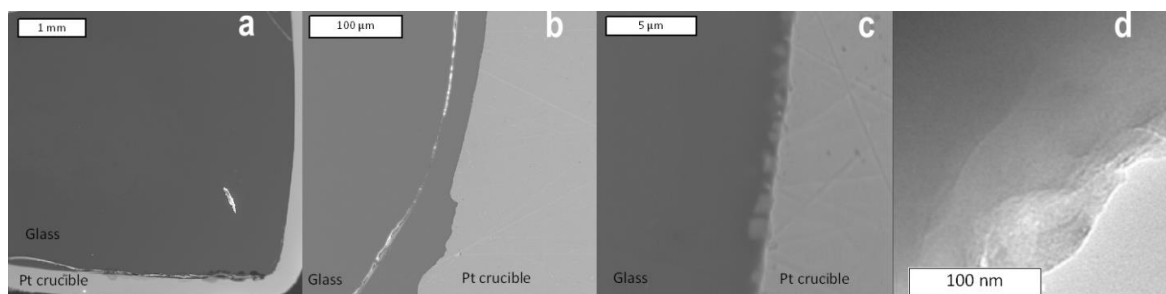 1 mm
a
Glass
Pt crucible
100 μm
b
Glass
Pt crucible
5 μm
c
Glass
Pt crucible
d
100 nm